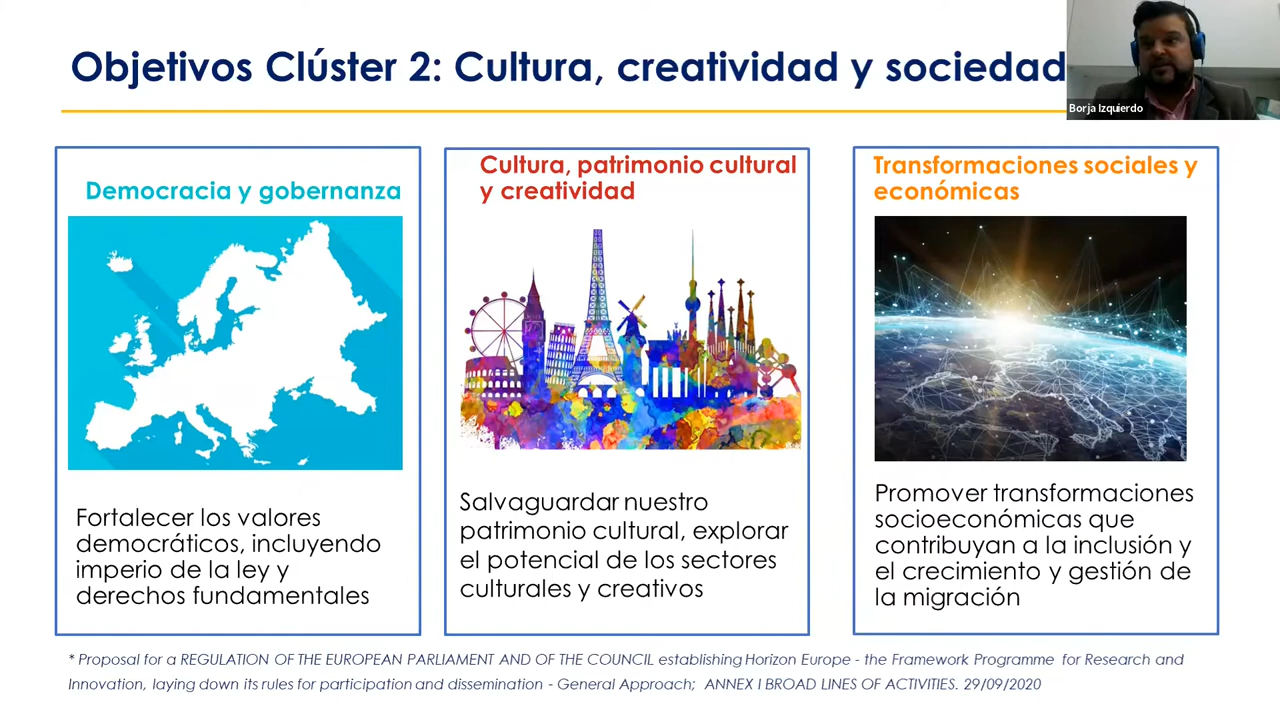 Objetivos Clúster 2: Cultura, creatividad y sociedad
Borja Izquierdo
Democracia y gobernanza
Fortalecer los valores
democráticos, incluyendo
imperio de la ley y
derechos fundamentales
Cultura, patrimonio cultural
y creatividad
Salvaguardar nuestro
patrimonio cultural, explorar
el potencial de los sectores
culturales y creativos
Transformaciones sociales y
económicas
Promover transformaciones
socioeconómicas que
contribuyan a la inclusión y
el crecimiento y gestión de
la migración
* Proposal for a REGULATION OF THE EUROPEAN PARLIAMENT AND OF THE COUNCIL establishing Horizon Europe - the Framework Programme for Research and
Innovation, laying down its rules for participation and dissemination - General Approach; ANNEX I BROAD LINES OF ACTIVITIES. 29/09/2020